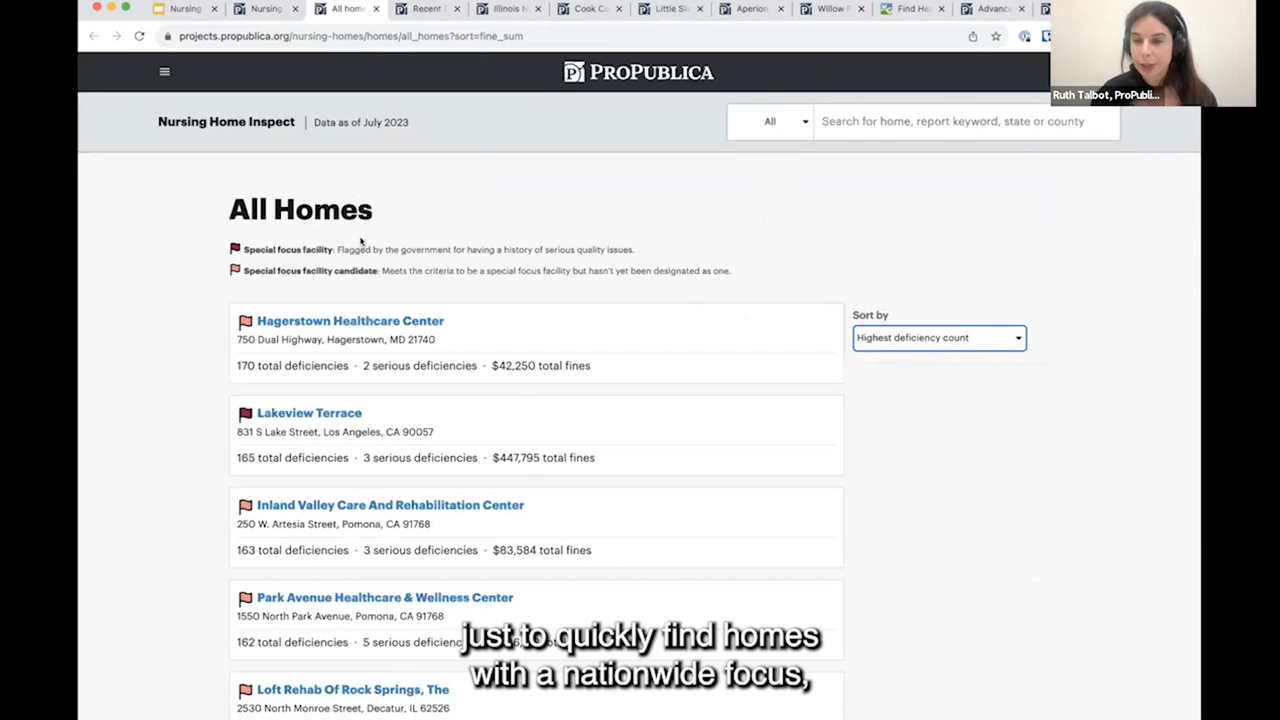 Nursing
Nursing
All home
Recent
Illinois N
Cook Co
Little Si
Aperion
Willow
Find He
Advanc
projects.propublica.org/nursing-homes/homes/all_homes?sort=fine_sum
PROPUBLICA
Ruth Talbot, ProPubli...
Nursing Home Inspect | Data as of July 2023
All
Search for home, report keyword, state or county
All Homes
Special focus facility: Flagged by the government for having a history of serious quality issues.
Special focus facility candidate: Meets the criteria to be a special focus facility but hasn't yet been designated as one.
Hagerstown Healthcare Center
750 Dual Highway, Hagerstown, MD 21740
170 total deficiencies · 2 serious deficiencies · $42,250 total fines
Sort by
Highest deficiency count
Lakeview Terrace
831 S Lake Street, Los Angeles, CA 90057
165 total deficiencies · 3 serious deficiencies · $447,795 total fines
Inland Valley Care And Rehabilitation Center
250 W. Artesia Street, Pomona, CA 91768
163 total deficiencies · 3 serious deficiencies · $83,584 total fines
Park Avenue Healthcare & Wellness Center
1550 North Park Avenue, Pomona, CA 91768
162 total deficiencies · 5 serious
just to quickly find homes
with a nationwide focus,
Loft Rehab Of Rock Springs, The
2530 North Monroe Street, Decatur, IL 62526